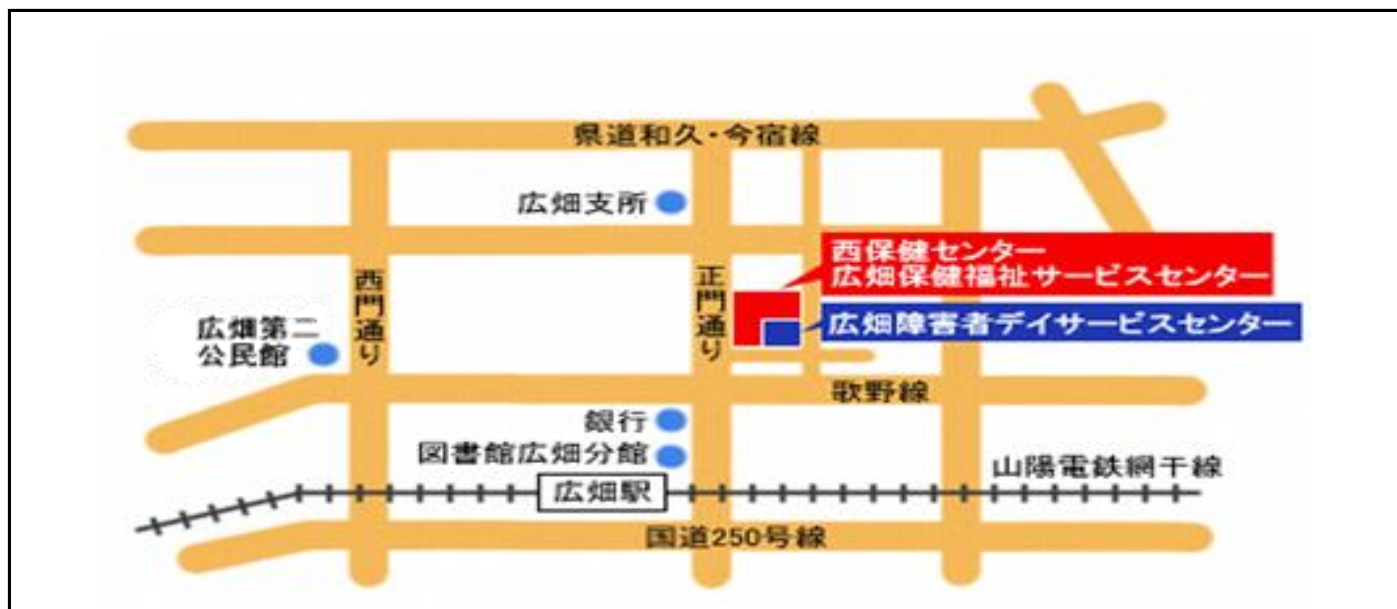 県道和久・今宿線
広畑支所
西保健センター
広畑保健福祉サービスセンター
西門通り
正門通り
広畑障害者デイサービスセンター
広畑第二
公民館
歌野線
銀行
図書館広畑分館
山陽電鉄網干線
広畑駅
国道250号線